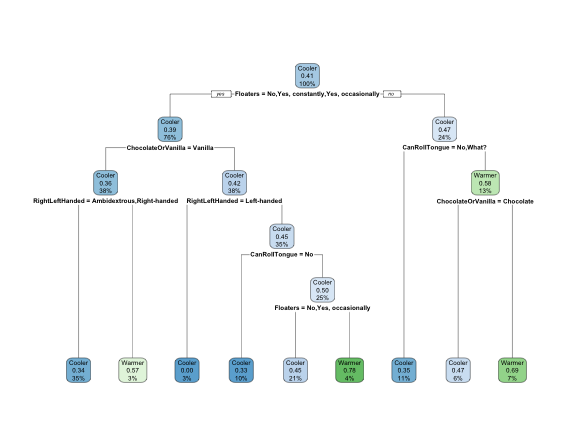 Cooler
0.41
100%
yes Floaters = No,Yes, constantly,Yes, occasionally no
Cooler
0.39
76%
Cooler
0.47
24%
ChocolateOrVanilla = Vanilla
CanRollTongue = No,What?
Cooler
0.36
38%
Cooler
0.42
38%
Warmer
0.58
13%
RightLeftHanded = Ambidextrous,Right-handed
RightLeftHanded = Left-handed
ChocolateOrVanilla = Chocolate
Cooler
0.45
35%
CanRollTongue = No
Cooler
0.50
25%
Floaters = No,Yes, occasionally
Cooler
0.34
35%
Warmer
0.57
3%
Cooler
0.00
3%
Cooler
0.33
10%
Cooler
0.45
21%
Warmer
0.78
4%
Cooler
0.35
11%
Cooler
0.47
6%
Warmer
0.69
7%